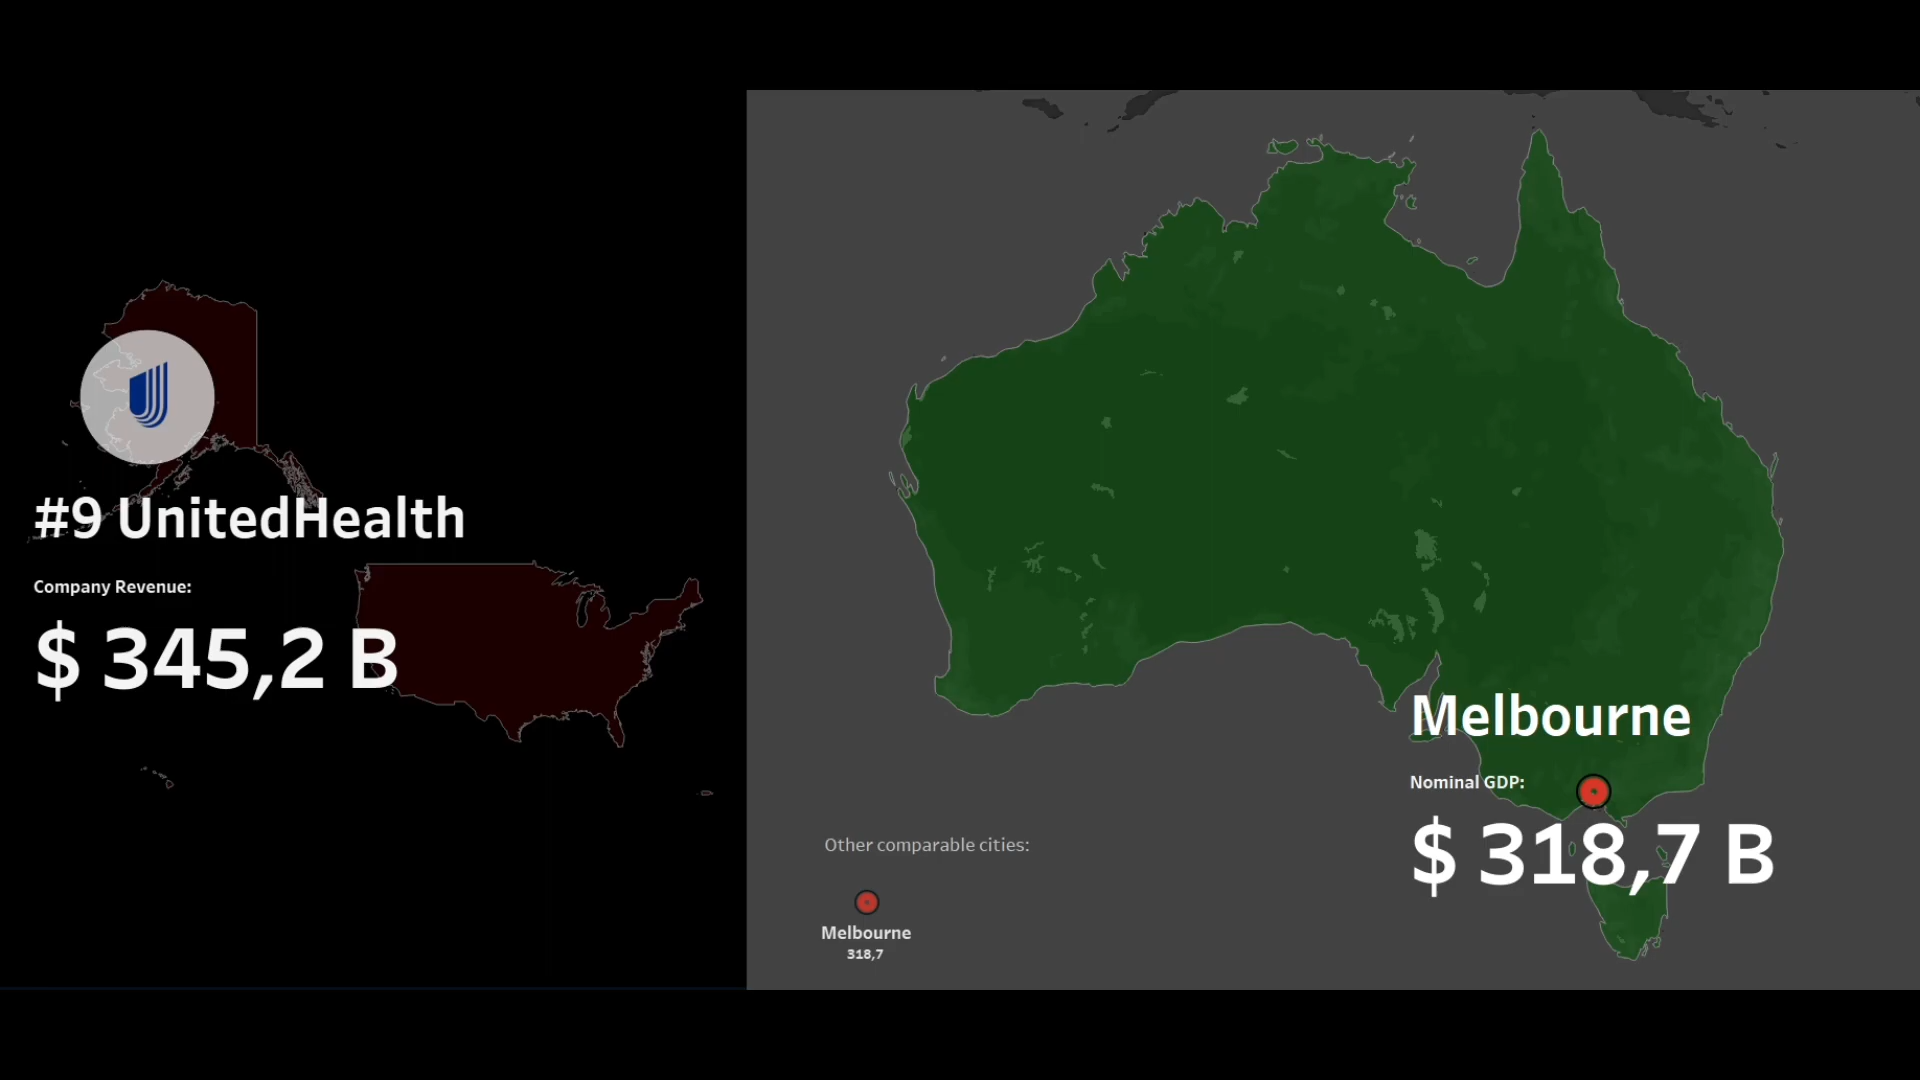 #9 UnitedHealth
Company Revenue:
$ 345,2 B
Melbourne
Nominal GDP:
$ 318,7 B
Other comparable cities:
Melbourne
318,7